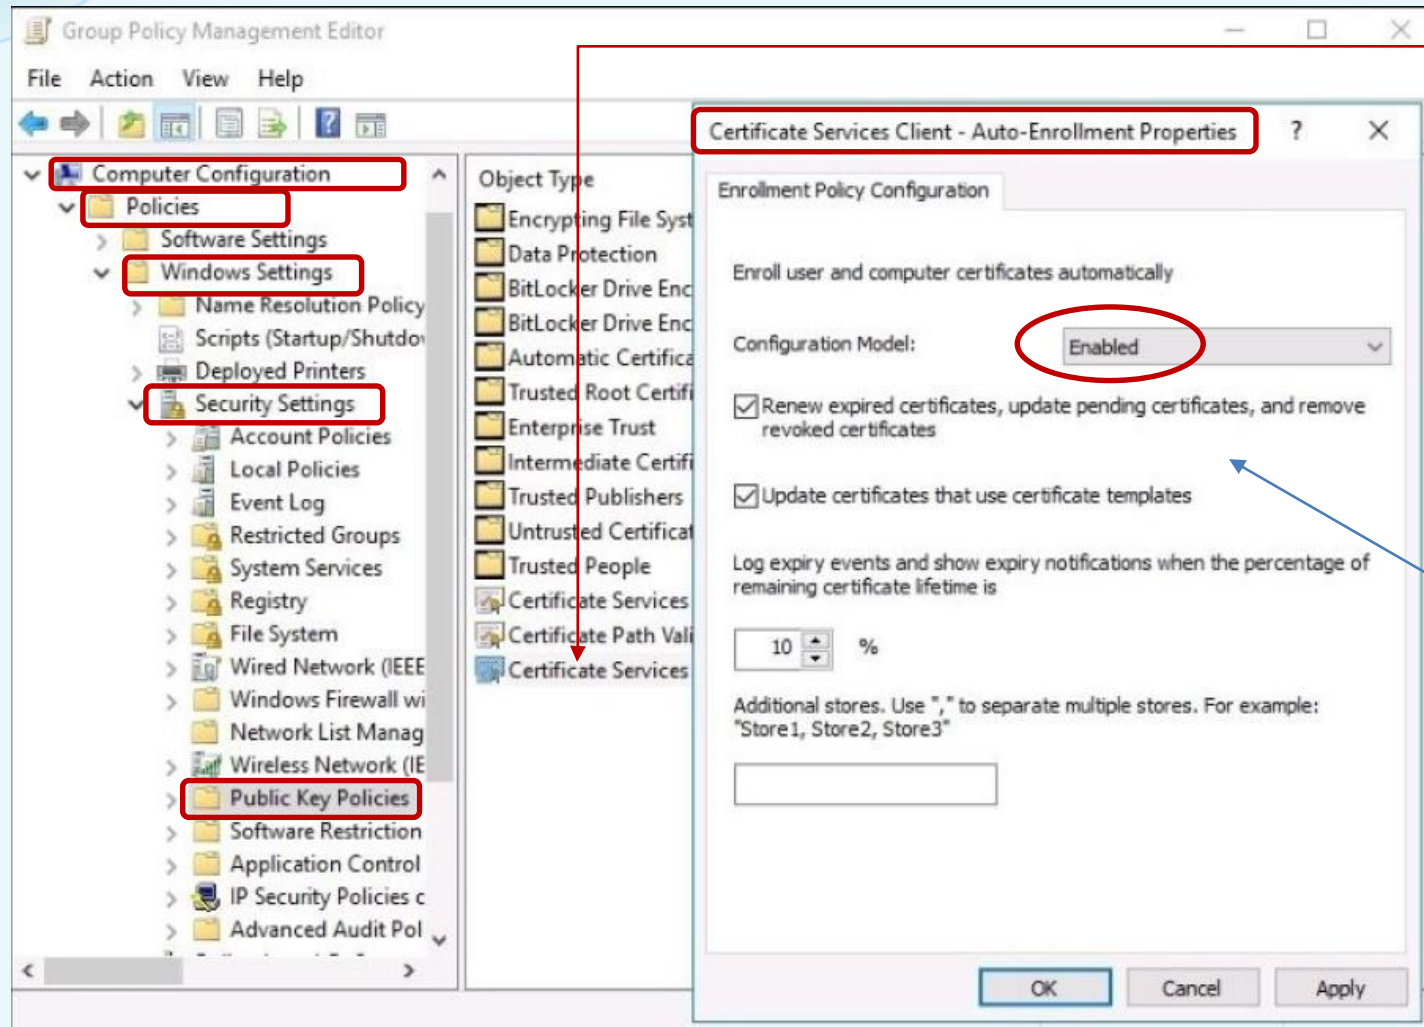 Group Policy Management Editor
File Action View Help
Computer Configuration
Policies
Software Settings
Windows Settings
Name Resolution Policy
Scripts (Startup/Shutdo
Deployed Printers
Security Settings
Account Policies
Local Policies
Event Log
Restricted Groups
System Services
Registry
File System
Wired Network (IEEE
Windows Firewall wi
Network List Manag
Wireless Network (IE
Public Key Policies
Software Restriction
Application Control
IP Security Policies c
Advanced Audit Pol
Object Type
Encrypting File Syst
Data Protection
BitLocker Drive Enc
BitLocker Drive Enc
Automatic Certifica
Trusted Root Certifi
Enterprise Trust
Intermediate Certifi
Trusted Publishers
Untrusted Certificat
Trusted People
Certificate Services
Certificate Path Vali
Certificate Services
Certificate Services Client - Auto-Enrollment Properties ?
Enrollment Policy Configuration
Enroll user and computer certificates automatically
Configuration Model: Enabled
Renew expired certificates, update pending certificates, and remove
revoked certificates
Update certificates that use certificate templates
Log expiry events and show expiry notifications when the percentage of
remaining certificate lifetime is
10 %
Additional stores. Use "," to separate multiple stores. For example:
"Store1, Store2, Store3"
OK Cancel Apply